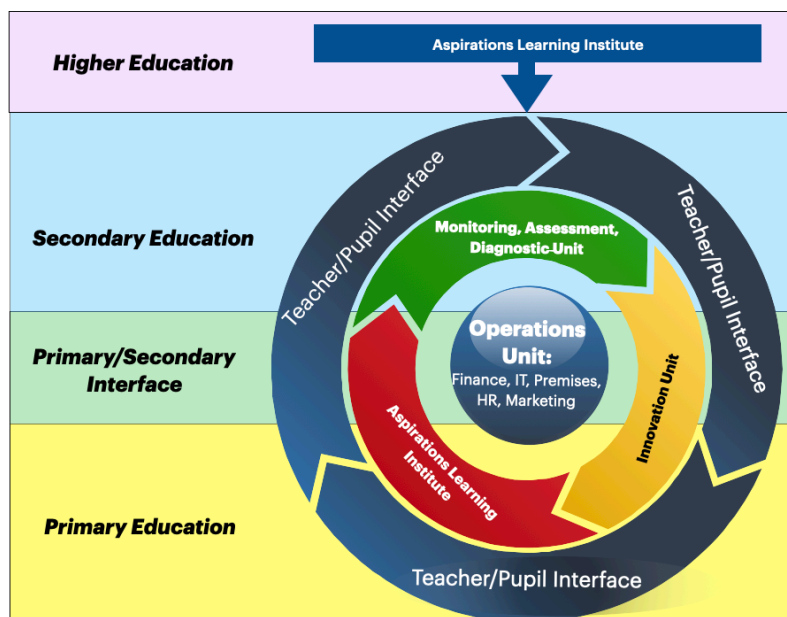 Higher Education
Aspirations Learning Institute
Secondary Education
Primary/Secondary
Interface
Primary Education
Teacher/Pupil Interface
Teacher/Pupil Interface
Teacher/Pupil Interface
Monitoring, Assessment,
Diagnostic Unit
Innovation Unit
Aspirations Learning
Institute
Operations
Unit:
Finance, IT, Premises,
HR, Marketing